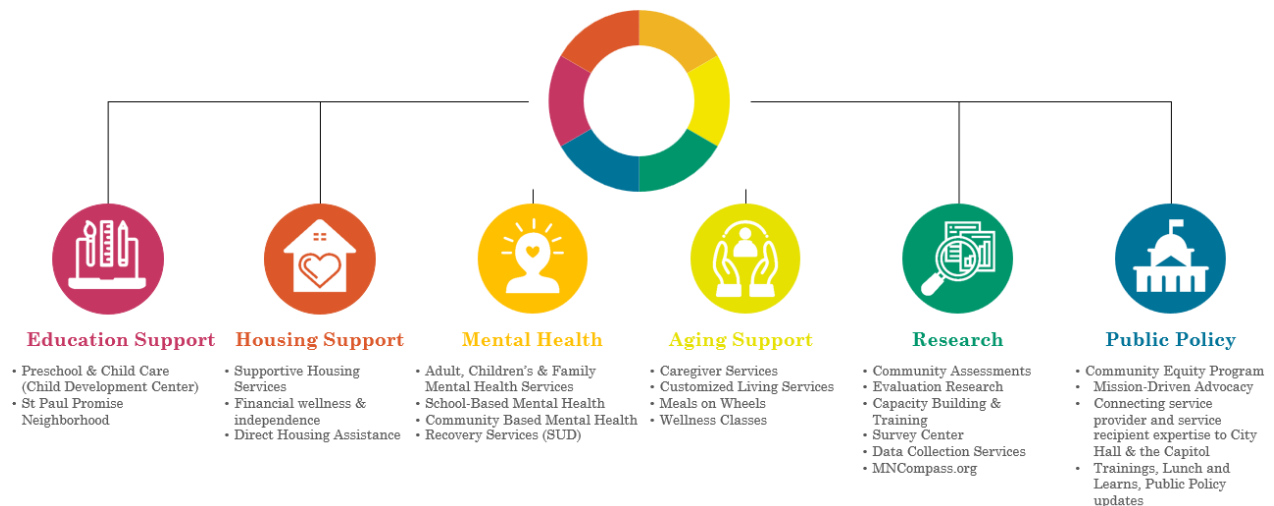 Education Support
• Preschool & Child Care
(Child Development Center)
• St Paul Promise
Neighborhood
Housing Support
• Supportive Housing
Services
• Financial wellness &
independence
• Direct Housing Assistance
Mental Health
• Adult, Children's & Family
Mental Health Services
• School-Based Mental Health
• Community Based Mental Health
• Recovery Services (SUD)
Aging Support
• Caregiver Services
• Customized Living Services
• Meals on Wheels
• Wellness Classes
Research
• Community Assessments
• Evaluation Research
• Capacity Building &
Training
• Survey Center
• Data Collection Services
• MNCompass.org
Public Policy
• Community Equity Program
• Mission-Driven Advocacy
• Connecting service
provider and service
recipient expertise to City
Hall & the Capitol
• Trainings, Lunch and
Learns, Public Policy
updates